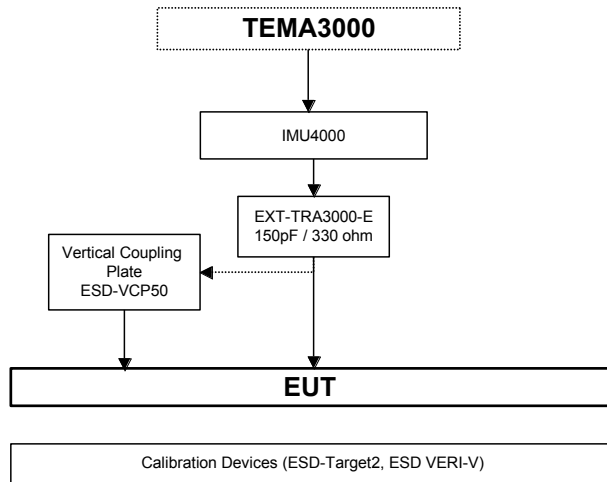 TEMA3000
IMU4000
EXT-TRA3000-E
150pF / 330 ohm
Vertical Coupling
Plate
ESD-VCP50
EUT
Calibration Devices (ESD-Target2, ESD VERI-V)